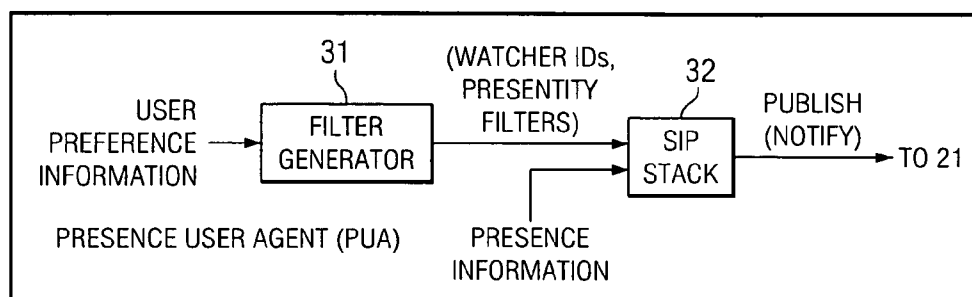 31
(WATCHER IDs,
PRESENTITY
FILTERS)
32
USER
PREFERENCE
INFORMATION
FILTER
GENERATOR
SIP
STACK
PUBLISH
(NOTIFY)
TO 21
PRESENCE USER AGENT (PUA)
PRESENCE
INFORMATION